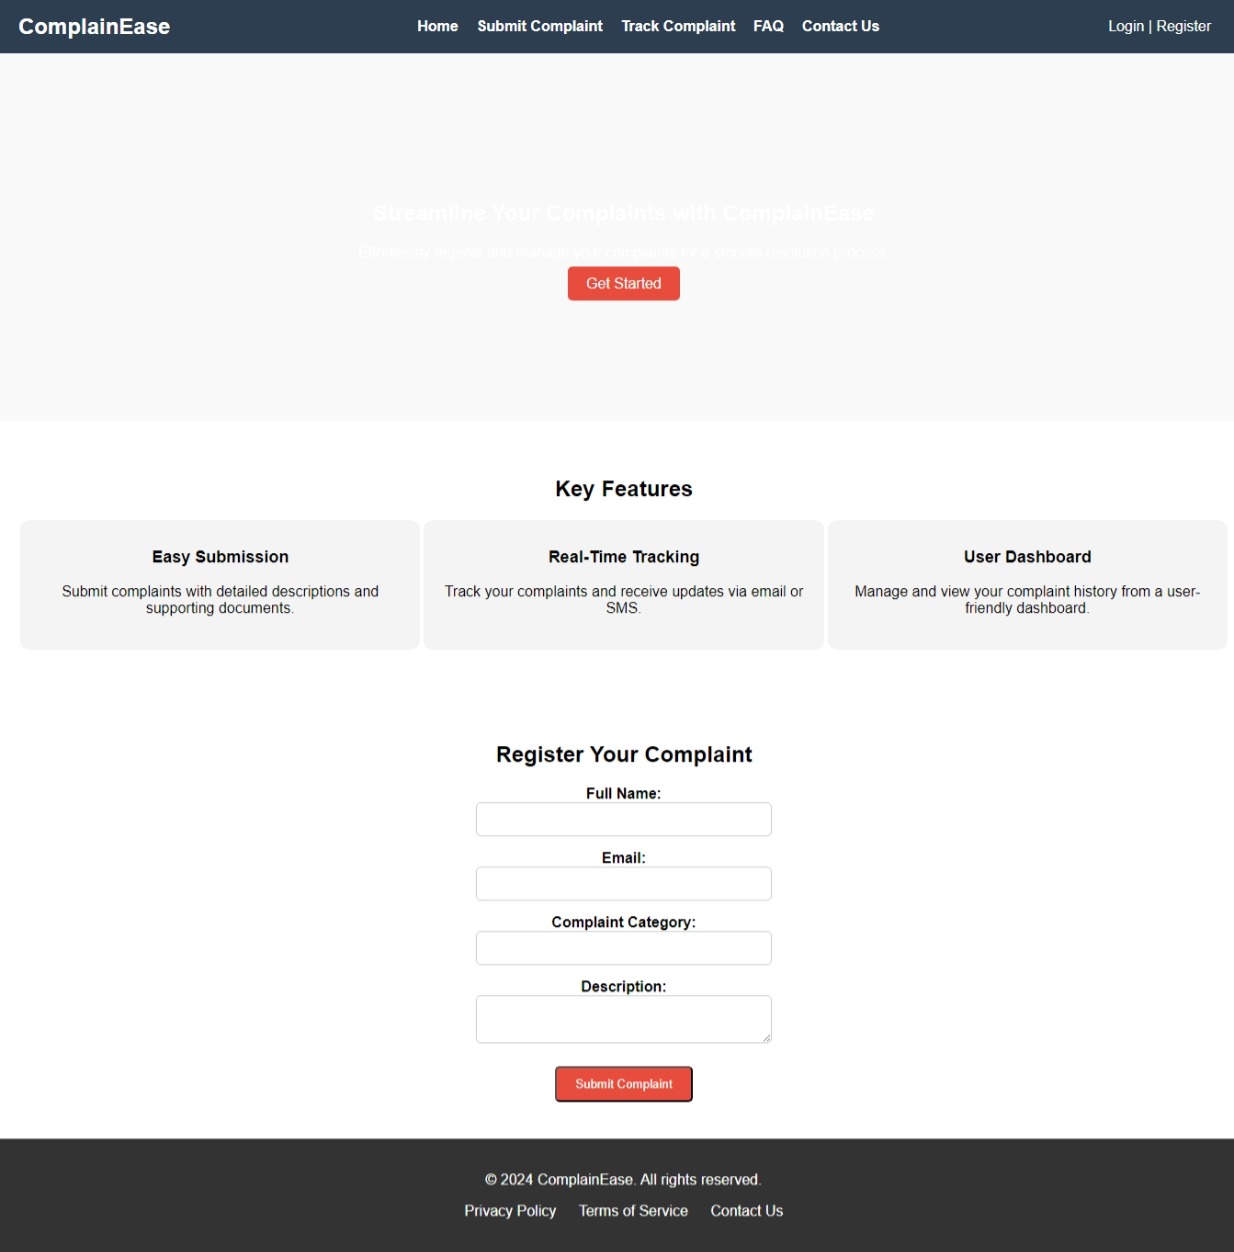 ComplainEase
Home Submit Complaint Track Complaint FAQ Contact Us
Login | Register
Streamline Your Complaints with ComplainEase
Effortlessly register and manage your complaints for a smooth resolution process.
Get Started
Key Features
Easy Submission
Submit complaints with detailed descriptions and
supporting documents.
Real-Time Tracking
Track your complaints and receive updates via email or
SMS.
User Dashboard
Manage and view your complaint history from a user-
friendly dashboard.
Register Your Complaint
Full Name:
Email:
Complaint Category:
Description:
Submit Complaint
© 2024 ComplainEase. All rights reserved.
Privacy Policy Terms of Service Contact Us